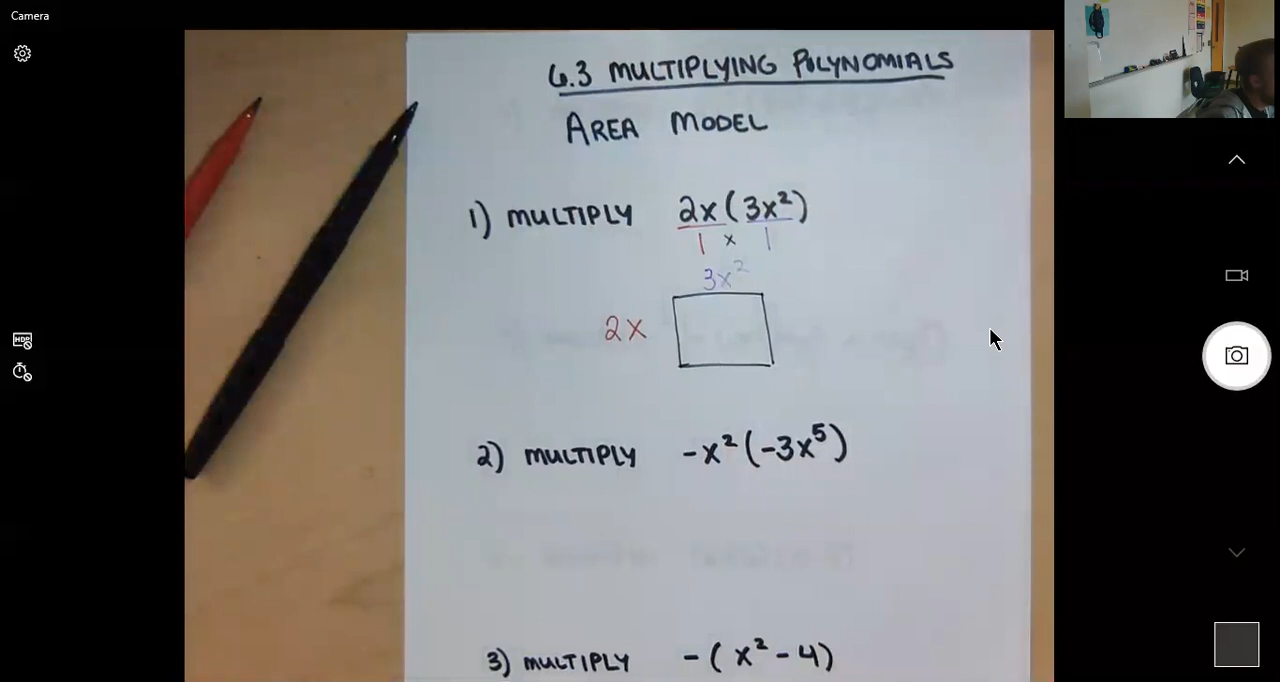 Camera
6.3 MULTIPLYING POLYNOMIALS
AREA MODEL
1) MULTIPLY 2x(3x²)
1 x 1
3x²
2x
2) MULTIPLY -x²(-3x⁵)
3) MULTIPLY -(x²-4)